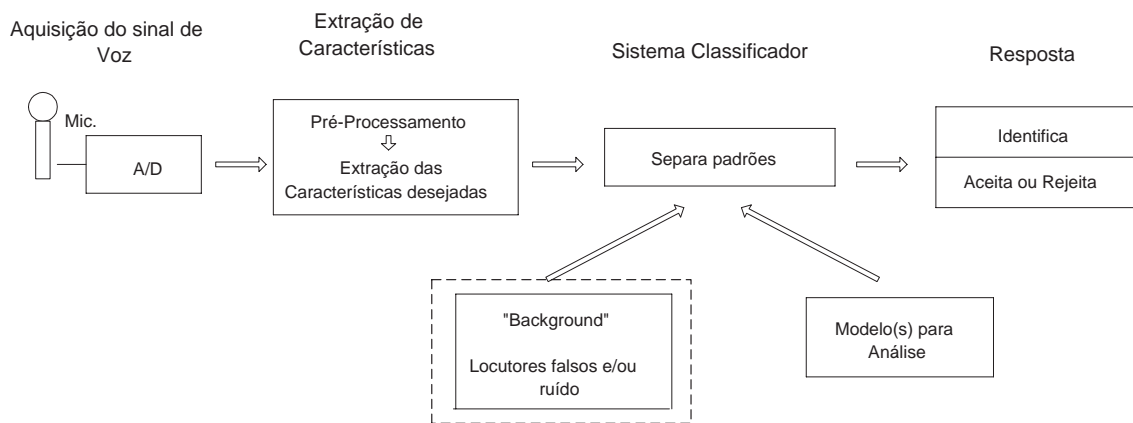 Aquisição do sinal de
Voz
Extração de
Características
Sistema Classificador
Resposta
Mic.
A/D
Pré-Processamento
Extração das
Características desejadas
Separa padrões
Identifica
Aceita ou Rejeita
"Background"
Locutores falsos e/ou
ruído
Modelo(s) para
Análise